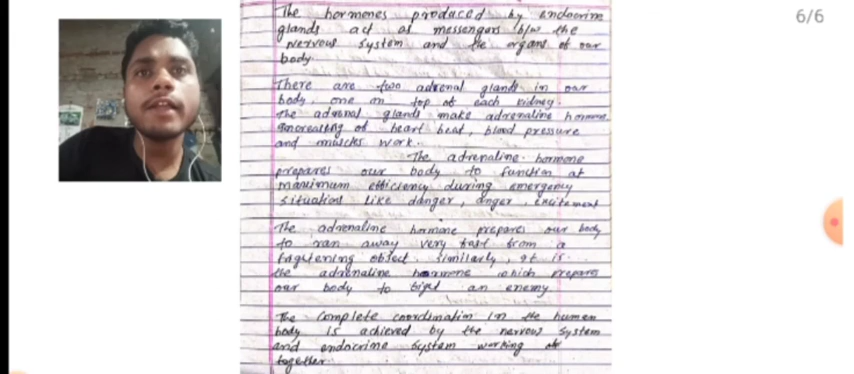 6/6
The hormones produced by endocrine
glands act as messengers b/w the
nervous system and the organs of our
body.
There are two adrenal glands in our
body, one on top of each kidney.
The adrenal glands make adrenaline hormone.
increasing of heart beat, blood pressure
and muscles work.
The adrenaline hormone
prepares our body to function at
maximum efficiency during emergency
situations like danger, anger, excitement
The adrenaline hormone prepares our body
to ran away very fast from a
frightening object. Similarly, it is
the adrenaline hormone which prepares
our body to fight an enemy.
The complete coordination in the human
body is achieved by the nervous system
and endocrine system working
together